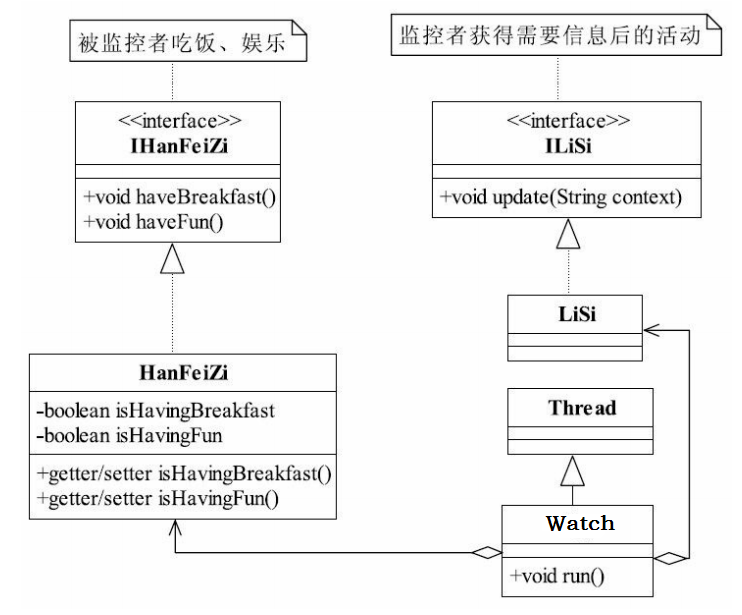 被监控者吃饭、娱乐
<<interface>>
IHanFeiZi
+void haveBreakfast()
+void haveFun()
HanFeiZi
-boolean isHavingBreakfast
-boolean isHavingFun
+getter/setter isHavingBreakfast()
+getter/setter isHavingFun()
监控者获得需要信息后的活动
<<interface>>
ILiSi
+void update(String context)
LiSi
Thread
Watch
+void run()